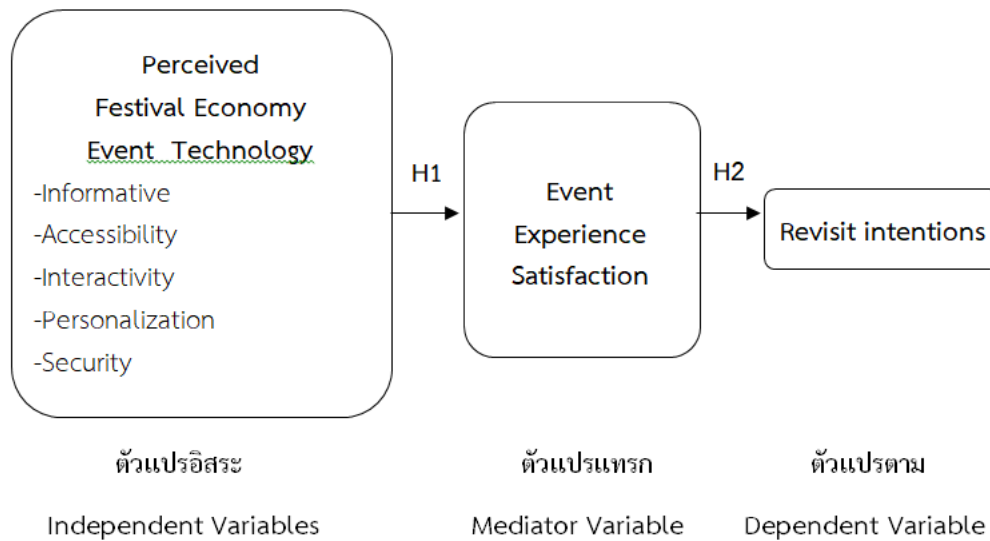 Perceived
Festival Economy
Event Technology
-Informative
-Accessibility
-Interactivity
-Personalization
-Security
H1
Event
Experience
Satisfaction
H2
Revisit intentions
ตัวแปรอิสระ
ตัวแปรแทรก
ตัวแปรตาม
Independent Variables
Mediator Variable
Dependent Variable